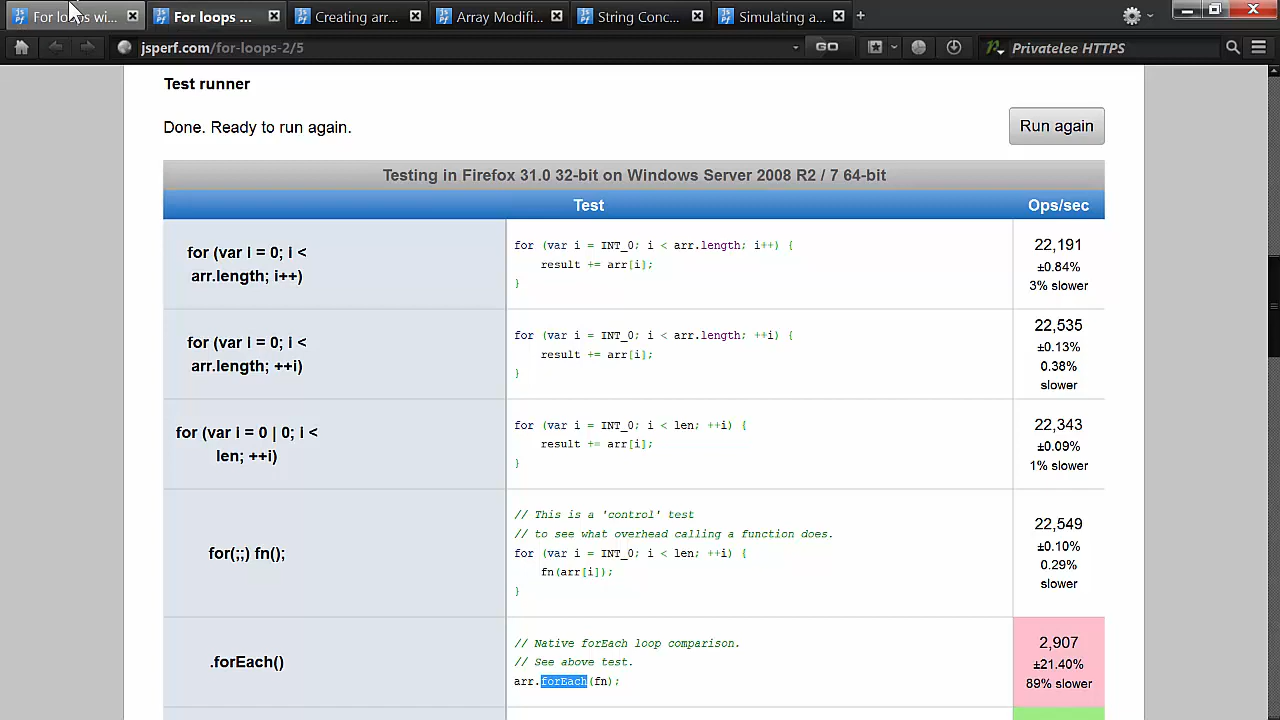 For loops wi...
For loops ...
Creating arr...
Array Modifi...
String Conc...
Simulating a...
jsperf.com/for-loops-2/5
GO
Privatelee HTTPS
Test runner
Done. Ready to run again.
Run again
Testing in Firefox 31.0 32-bit on Windows Server 2008 R2 / 7 64-bit
Test
Ops/sec
for (var i = 0; i <
arr.length; i++)
for (var i = INT_0; i < arr.length; i++) {
result += arr[i];
}
22,191
±0.84%
3% slower
for (var i = 0; i <
arr.length; ++i)
for (var i = INT_0; i < arr.length; ++i) {
result += arr[i];
}
22,535
±0.13%
0.38%
slower
for (var i = 0 | 0; i <
len; ++i)
for (var i = INT_0; i < len; ++i) {
result += arr[i];
}
22,343
±0.09%
1% slower
for(;;) fn();
// This is a 'control' test
// to see what overhead calling a function does.
for (var i = INT_0; i < len; ++i) {
fn(arr[i]);
}
22,549
±0.10%
0.29%
slower
.forEach()
// Native forEach loop comparison.
// See above test.
arr.forEach(fn);
2,907
±21.40%
89% slower